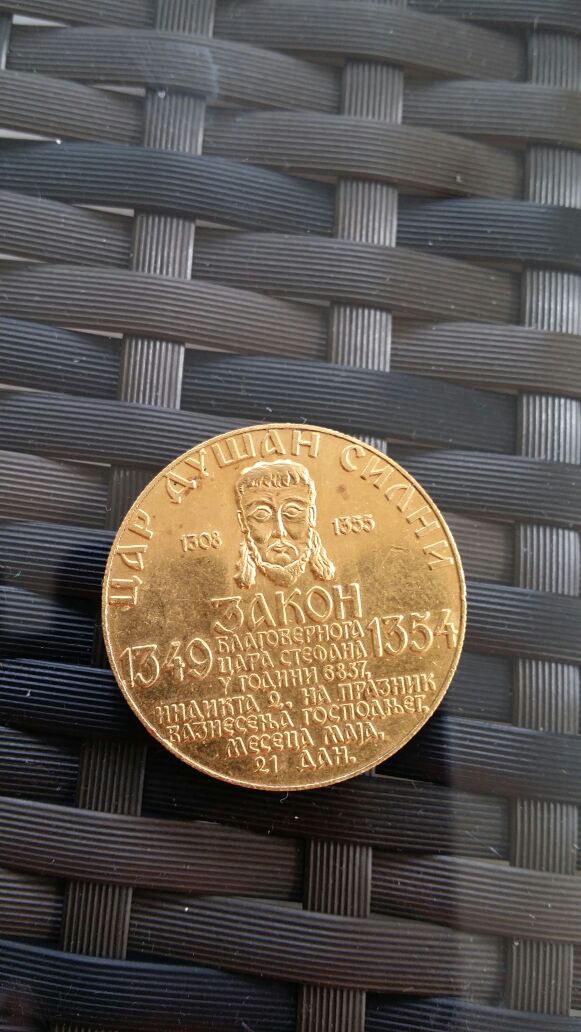 ЦАР ДУШАН СИЛНИ
1308 1355
ЗАКОН
1349 1354
БЛАГОВЕРНОГА
ЦАРА СТЕФАНА
У ГОДИНИ 6857,
ИНДИКТА 2., НА ПРАЗНИК
ВАЗНЕСЕЊА ГОСПОДЊЕГ,
МЕСЕЦА МАЈА,
21 ДАН.